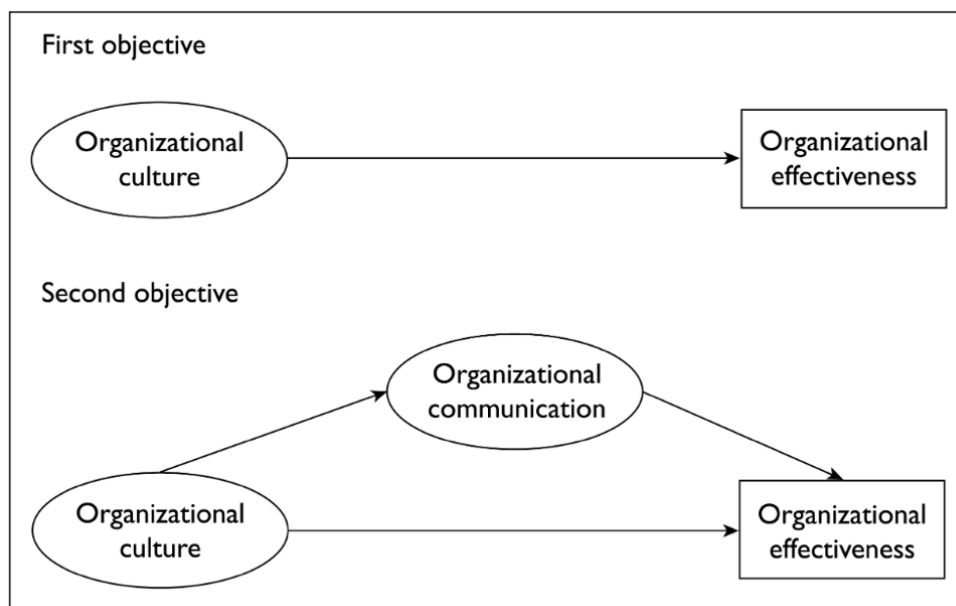 First objective
Organizational
culture
Organizational
effectiveness
Second objective
Organizational
communication
Organizational
culture
Organizational
effectiveness